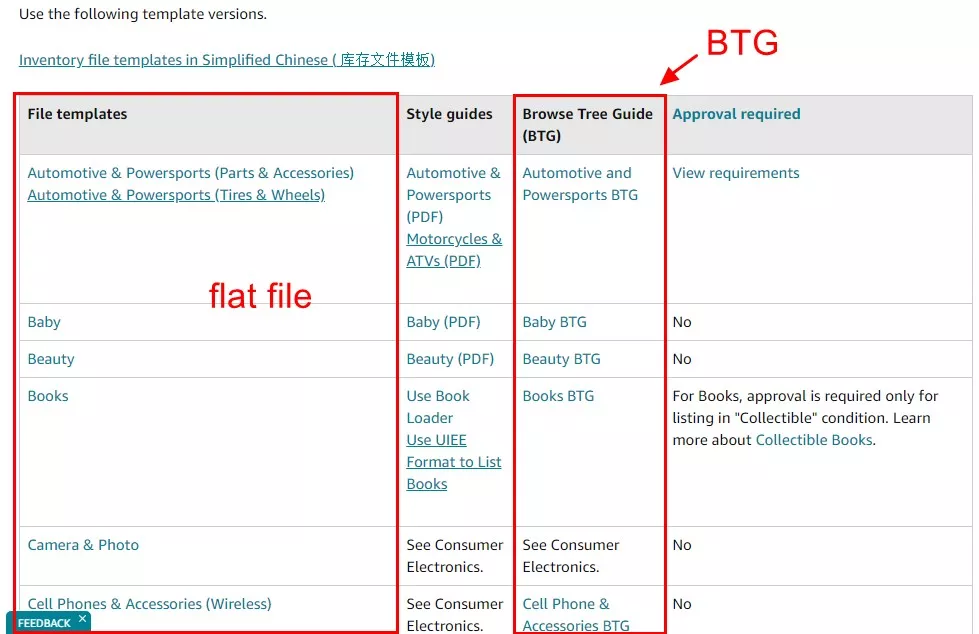 Use the following template versions.
BTG
Inventory file templates in Simplified Chinese ( 库存文件模板)
File templates
Style guides
Browse Tree Guide
(BTG)
Approval required
Automotive & Powersports (Parts & Accessories)
Automotive & Powersports (Tires & Wheels)
Automotive &
Powersports
(PDF)
Motorcycles &
ATVs (PDF)
Automotive and
Powersports BTG
View requirements
flat file
Baby
Baby (PDF)
Baby BTG
No
Beauty
Beauty (PDF)
Beauty BTG
No
Books
Use Book
Loader
Use UIEE
Format to List
Books
Books BTG
For Books, approval is required only for
listing in "Collectible" condition. Learn
more about Collectible Books.
Camera & Photo
See Consumer
Electronics.
See Consumer
Electronics.
No
Cell Phones & Accessories (Wireless)
See Consumer
Electronics.
Cell Phone &
Accessories BTG
No
FEEDBACK